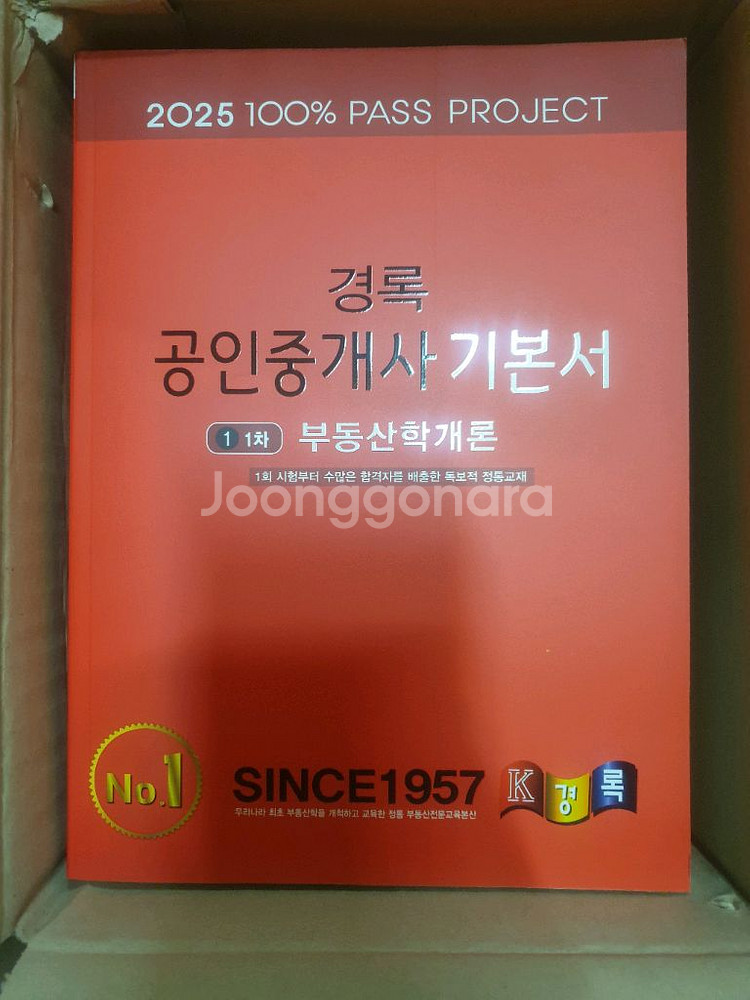 2025 100% PASS PROJECT
경록
공인중개사 기본서
1 1차 부동산학개론
1회 시험부터 수많은 합격자를 배출한 독보적 정통교재
Joonggonara
No.1
SINCE1957
우리나라 최초 부동산학을 개척하고 교육한 정통 부동산전문교육본산
K 경 록